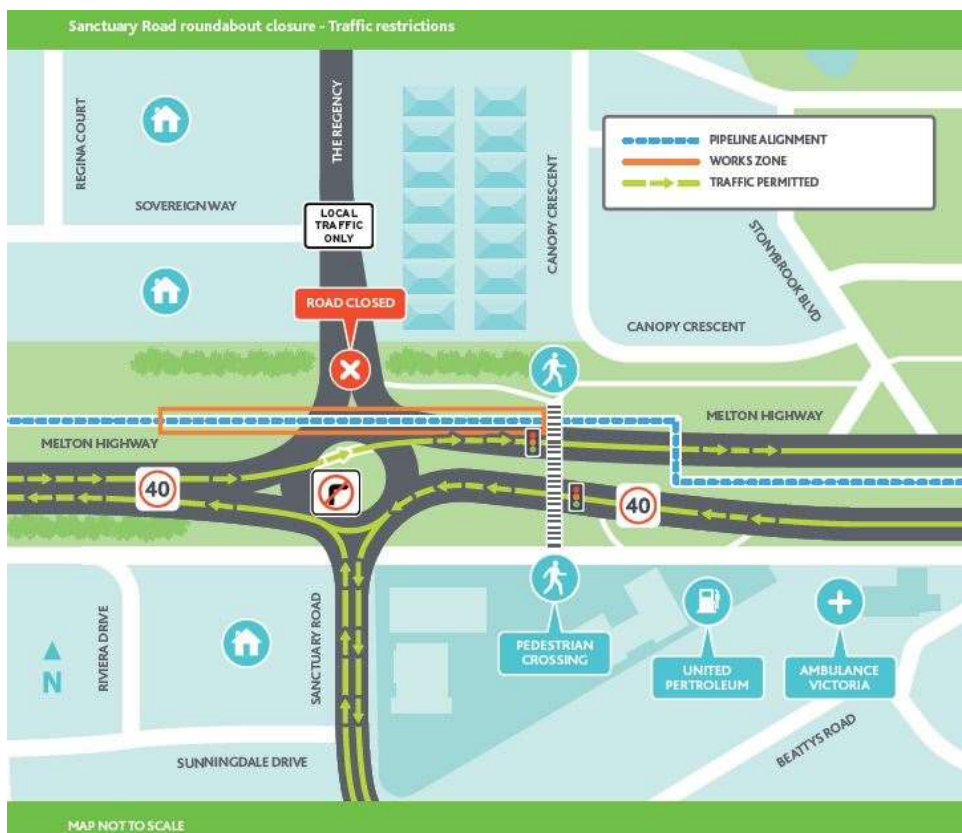 Sanctuary Road roundabout closure - Traffic restrictions
REGINA COURT
THE REGENCY
SOVEREIGN WAY
LOCAL
TRAFFIC
ONLY
ROAD CLOSED
CANOPY CRESCENT
PIPELINE ALIGNMENT
WORKS ZONE
TRAFFIC PERMITTED
STONYBROOK BLVD
CANOPY CRESCENT
MELTON HIGHWAY
MELTON HIGHWAY
40
40
RIVIERA DRIVE
N
SANCTUARY ROAD
SUNNINGDALE DRIVE
PEDESTRIAN
CROSSING
UNITED
PERTROLEUM
AMBULANCE
VICTORIA
BEATTYS ROAD
MAP NOT TO SCALE